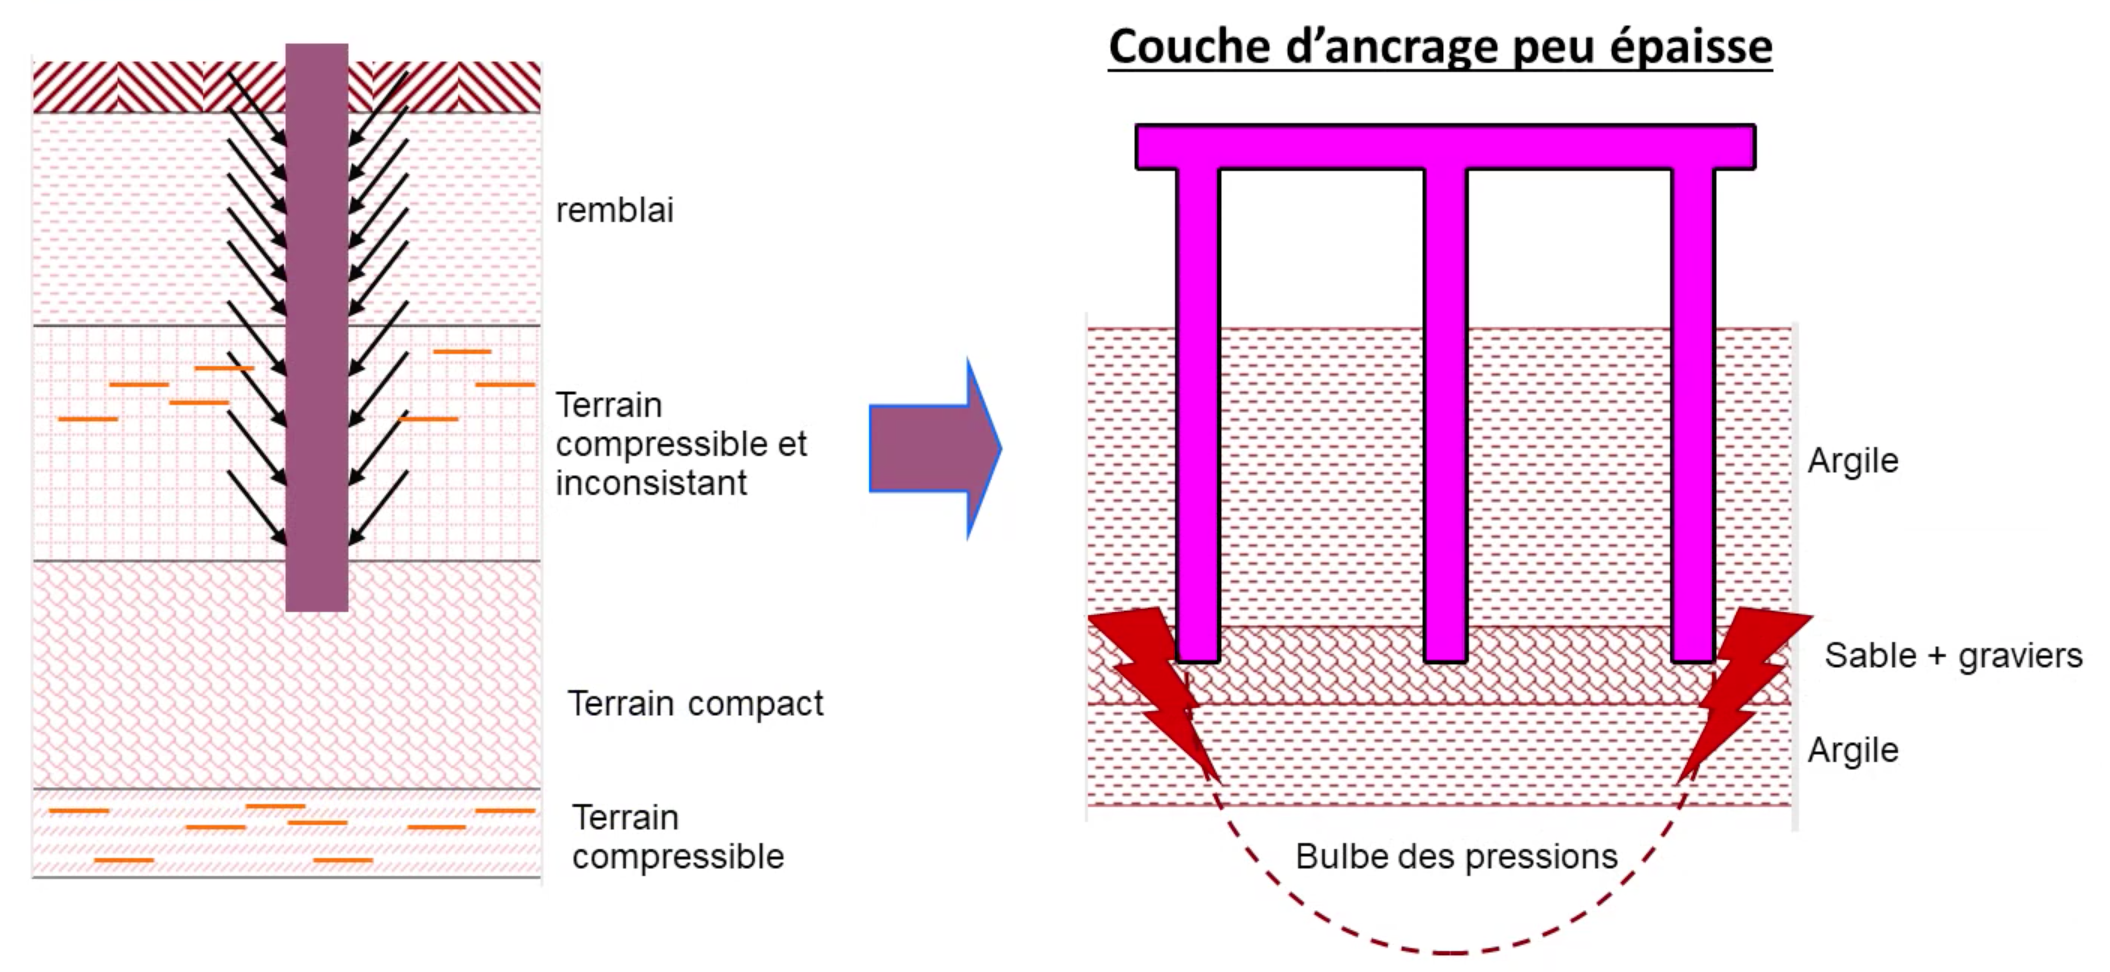 Couche d’ancrage peu épaisse
remblai
Terrain
compressible et
inconsistant
Terrain compact
Terrain
compressible
Argile
Sable + graviers
Argile
Bulbe des pressions